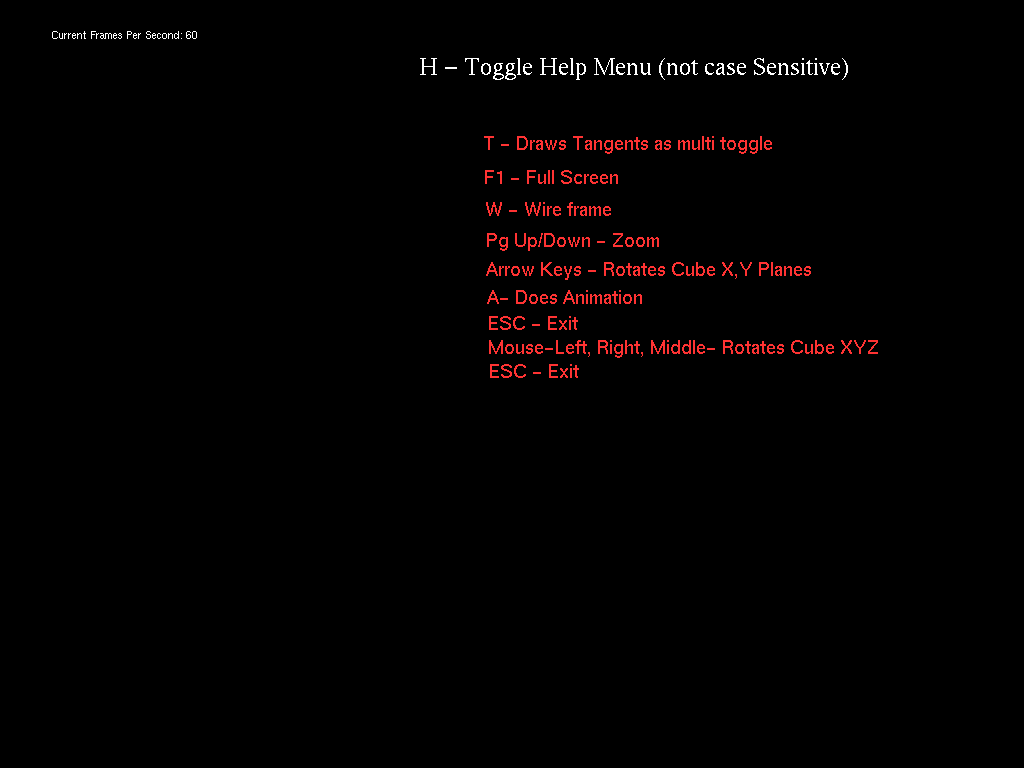 Current Frames Per Second: 60
H – Toggle Help Menu (not case Sensitive)
T – Draws Tangents as multi toggle
F1 – Full Screen
W – Wire frame
Pg Up/Down – Zoom
Arrow Keys – Rotates Cube X,Y Planes
A– Does Animation
ESC – Exit
Mouse–Left, Right, Middle– Rotates Cube XYZ
ESC – Exit